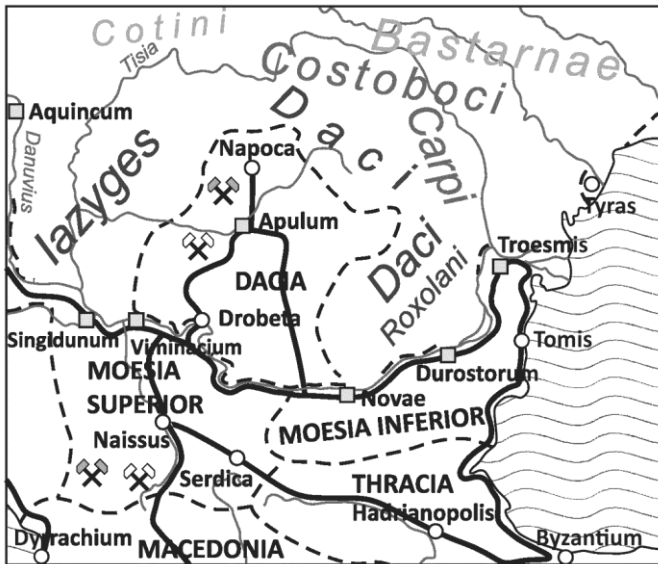 Cotini
Bastarnae
Tisia
Costoboci
Aquincum
Daci
Carpi
Danuvius
Iazyges
Napoca
Tyras
Apulum
Daci
Troesmis
DACIA
Roxolani
Drobeta
Tomis
Singidunum
Viminacium
Durostorum
MOESIA
SUPERIOR
Novae
MOESIA INFERIOR
Naissus
Serdica
THRACIA
Hadrianopolis
Dyrrachium
MACEDONIA
Byzantium